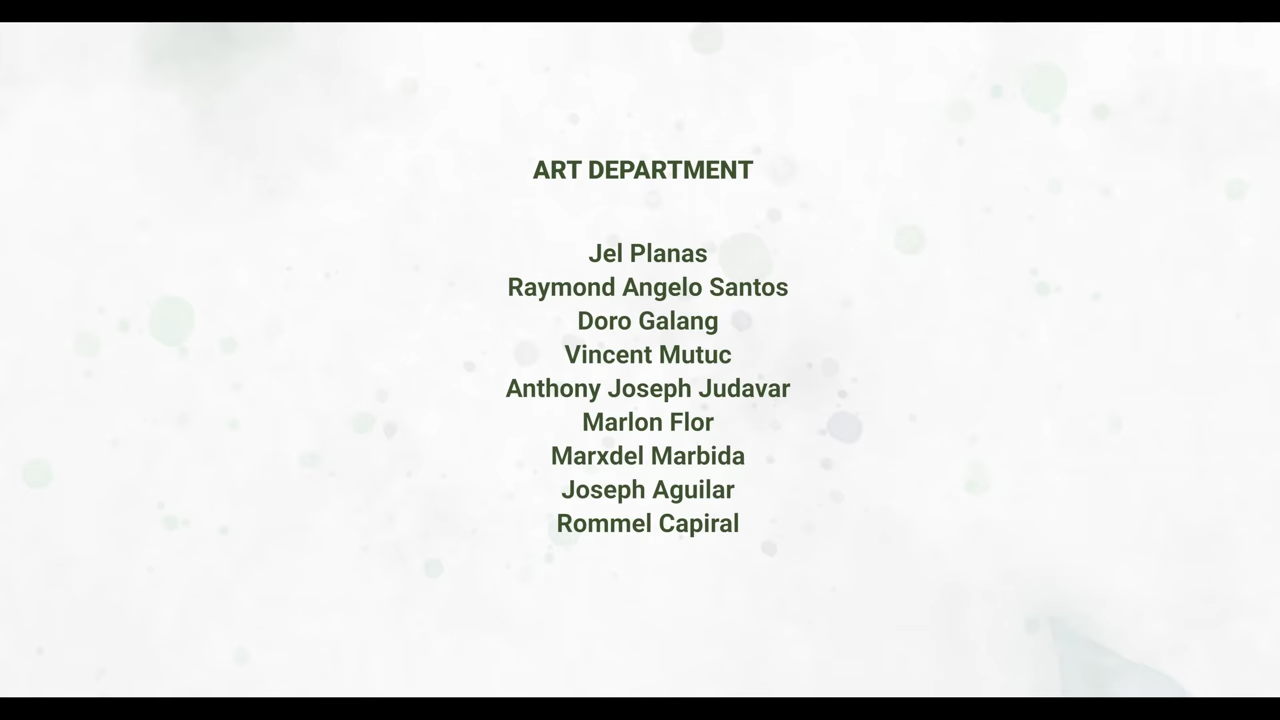 ART DEPARTMENT
Jel Planas
Raymond Angelo Santos
Doro Galang
Vincent Mutuc
Anthony Joseph Judavar
Marlon Flor
Marxdel Marbida
Joseph Aguilar
Rommel Capiral